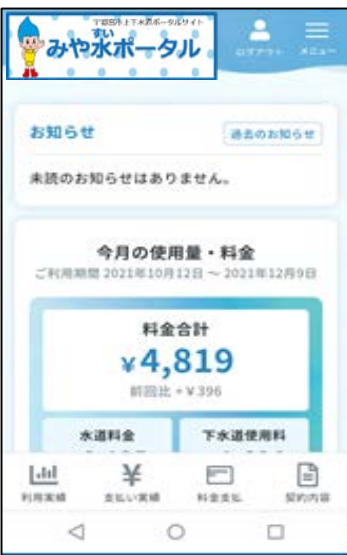 宇都宮市上下水道ポータルサイト
みや水ポータル
すい
ログアウト
メニュー
お知らせ
過去のお知らせ
未読のお知らせはありません。
今月の使用量・料金
ご利用期間 2021年10月12日 ~ 2021年12月9日
料金合計
¥4,819
前回比 +¥396
水道料金
下水道使用料
利用実績
支払い実績
料金支払
契約内容